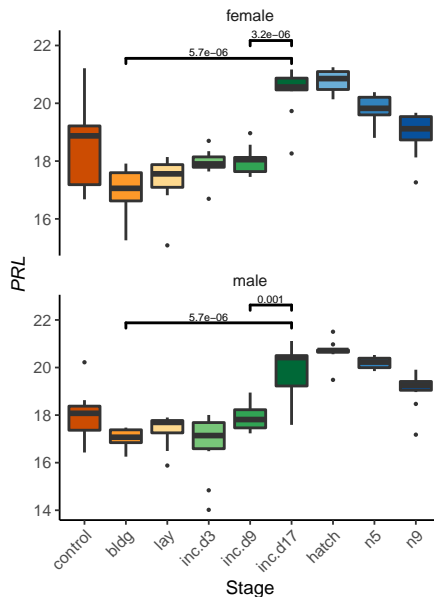 female
22
20
18
16
3.2e-06
5.7e-06
PRL
male
22
20
18
16
14
0.001
5.7e-06
control
bldg
lay
inc.d3
inc.d9
inc.d17
hatch
n5
n9
Stage